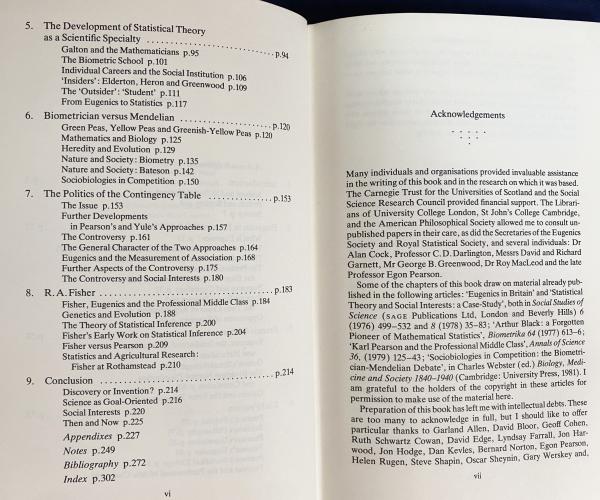 5. The Development of Statistical Theory
as a Scientific Specialty ........................ p.94
Galton and the Mathematicians p.95
The Biometric School p.101
Individual Careers and the Social Institution p.106
'Insiders': Elderton, Heron and Greenwood p.109
The 'Outsider': 'Student' p.111
From Eugenics to Statistics p.117
6. Biometrician versus Mendelian ........................ p.120
Green Peas, Yellow Peas and Greenish-Yellow Peas p.120
Mathematics and Biology p.125
Heredity and Evolution p.129
Nature and Society: Biometry p.135
Nature and Society: Bateson p.142
Sociobiologies in Competition p.150
7. The Politics of the Contingency Table ................ p.153
The Issue p.153
Further Developments
in Pearson's and Yule's Approaches p.157
The Controversy p.161
The General Character of the Two Approaches p.164
Eugenics and the Measurement of Association p.168
Further Aspects of the Controversy p.175
The Controversy and Social Interests p.180
8. R. A. Fisher ........................ p.183
Fisher, Eugenics and the Professional Middle Class p.184
Genetics and Evolution p.188
The Theory of Statistical Inference p.200
Fisher's Early Work on Statistical Inference p.204
Fisher versus Pearson p.209
Statistics and Agricultural Research:
Fisher at Rothamstead p.210
9. Conclusion ........................ p.214
Discovery or Invention? p.214
Science as Goal-Oriented p.216
Social Interests p.220
Then and Now p.225
Appendixes p.227
Notes p.249
Bibliography p.272
Index p.302
vi
Acknowledgements
Many individuals and organisations provided invaluable assistance
in the writing of this book and in the research on which it was based.
The Carnegie Trust for the Universities of Scotland and the Social
Science Research Council provided financial support. The Librari-
ans of University College London, St John's College Cambridge,
and the American Philosophical Society allowed me to consult un-
published papers in their care, as did the Secretaries of the Eugenics
Society and Royal Statistical Society, and several individuals: Dr
Alan Cock, Professor C. D. Darlington, Messrs David and Richard
Garnett, Mr George B. Greenwood, Dr Roy MacLeod and the late
Professor Egon Pearson.
Some of the chapters of this book draw on material already pub-
lished in the following articles: 'Eugenics in Britain' and 'Statistical
Theory and Social Interests: a Case-Study', both in Social Studies of
Science (SAGE Publications Ltd, London and Beverly Hills) 6
(1976) 499–532 and 8 (1978) 35–83; 'Arthur Black: a Forgotten
Pioneer of Mathematical Statistics', Biometrika 64 (1977) 613–6;
'Karl Pearson and the Professional Middle Class', Annals of Science
36, (1979) 125–43; 'Sociobiologies in Competition: the Biometri-
cian-Mendelian Debate', in Charles Webster (ed.) Biology, Medi-
cine and Society 1840–1940 (Cambridge: University Press, 1981). I
am grateful to the holders of the copyright in these articles for
permission to make use of the material here.
Preparation of this book has left me with intellectual debts. These
are too many to acknowledge in full, but I should like to offer
particular thanks to Garland Allen, David Bloor, Geoff Cohen,
Ruth Schwartz Cowan, David Edge, Lyndsay Farrall, Jon Har-
wood, Jon Hodge, Dan Kevles, Bernard Norton, Egon Pearson,
Helen Rugen, Steve Shapin, Oscar Sheynin, Gary Werskey and,
vii